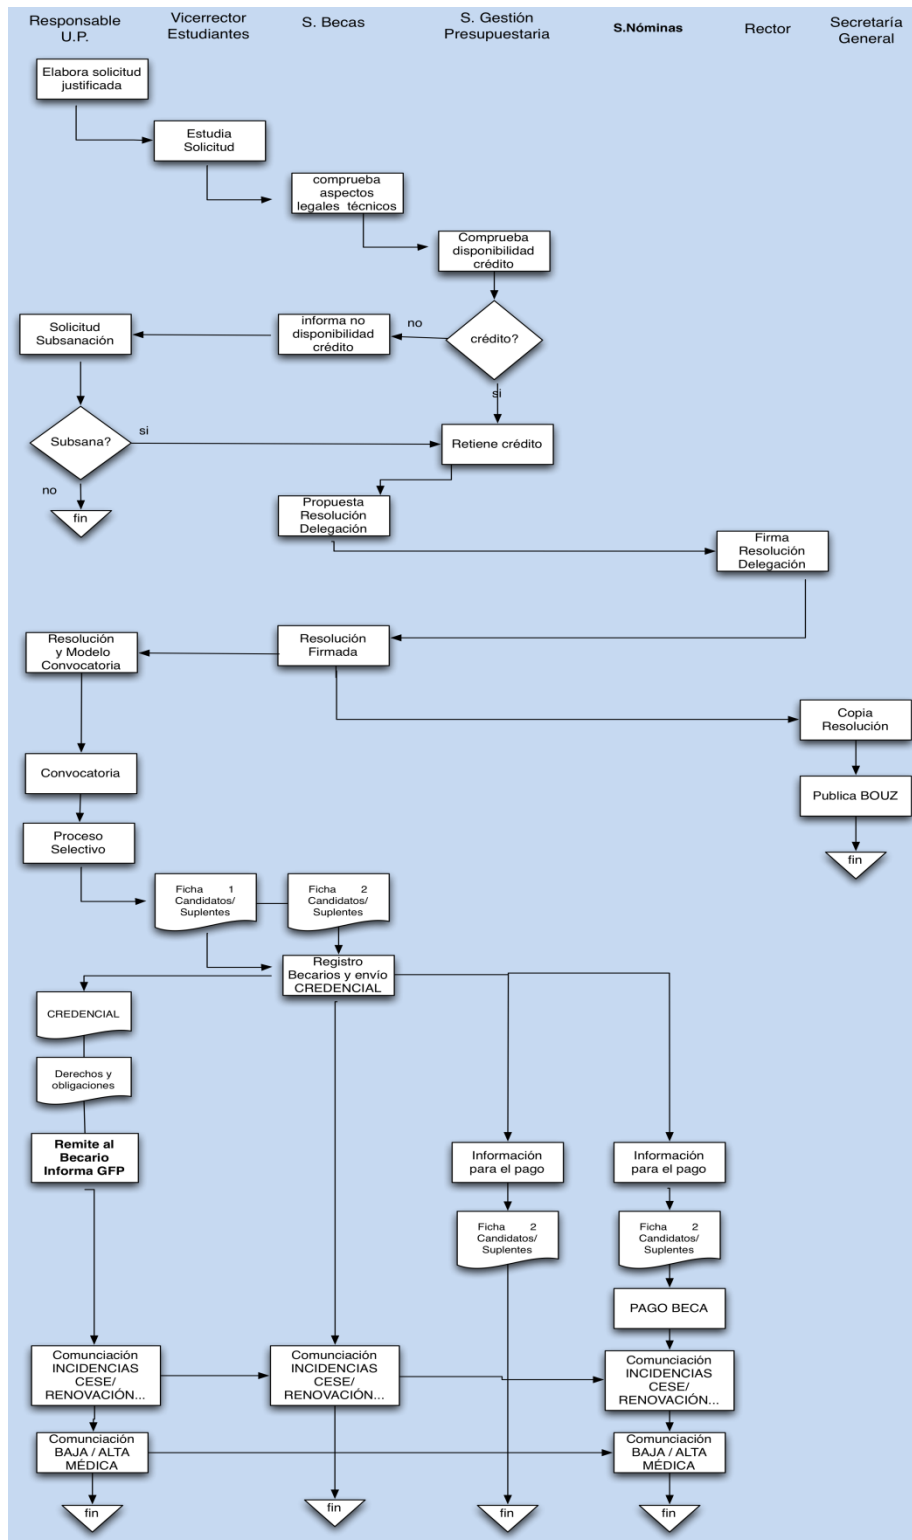 Responsable
U.P.
Vicerrector
Estudiantes
S. Becas
S. Gestión
Presupuestaria
S.Nóminas
Rector
Secretaría
General
Elabora solicitud
justificada
Estudia
Solicitud
comprueba
aspectos
legales técnicos
Comprueba
disponibilidad
crédito
Solicitud
Subsanación
informa no
disponibilidad
crédito
no
crédito?
si
Subsana?
si
Retiene crédito
no
fin
Propuesta
Resolución
Delegación
Firma
Resolución
Delegación
Resolución
y Modelo
Convocatoria
Resolución
Firmada
Copia
Resolución
Convocatoria
Publica BOUZ
Proceso
Selectivo
fin
Ficha 1
Candidatos/
Suplentes
Ficha 2
Candidatos/
Suplentes
Registro
Becarios y envío
CREDENCIAL
CREDENCIAL
Derechos y
obligaciones
Remite al
Becario
Informa GFP
Información
para el pago
Información
para el pago
Ficha 2
Candidatos/
Suplentes
Ficha 2
Candidatos/
Suplentes
PAGO BECA
Comunciación
INCIDENCIAS
CESE/
RENOVACIÓN...
Comunciación
INCIDENCIAS
CESE/
RENOVACIÓN...
Comunciación
INCIDENCIAS
CESE/
RENOVACIÓN...
Comunciación
BAJA / ALTA
MÉDICA
Comunciación
BAJA / ALTA
MÉDICA
fin
fin
fin
fin